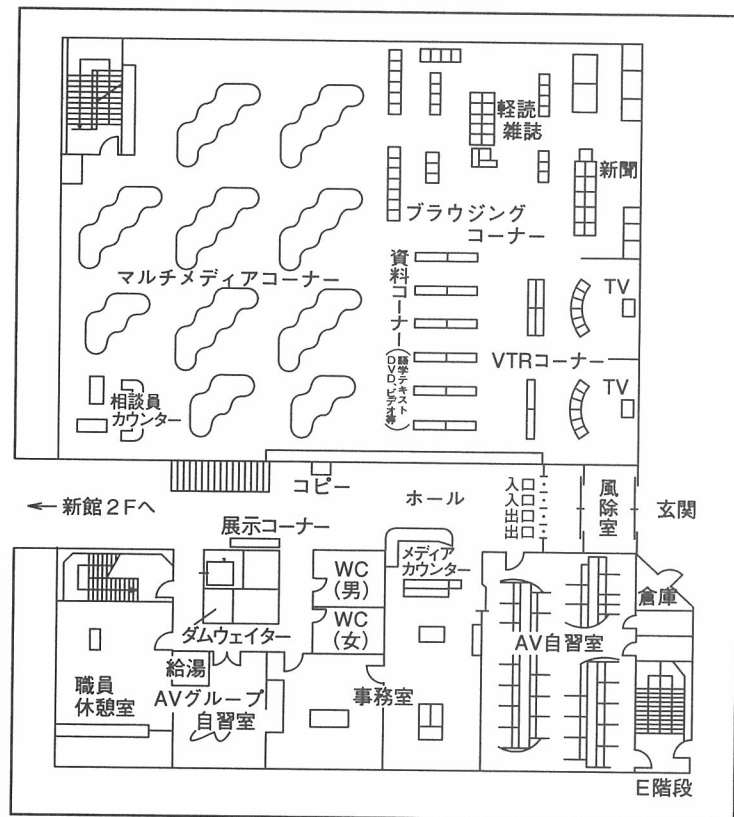 軽読
雑誌
新聞
ブラウジング
コーナー
マルチメディアコーナー
資料コーナー
(語学テキスト
DVD、ビデオ等)
TV
VTRコーナー
TV
相談員
カウンター
コピー
ホール
入口
入口
出口
出口
風除室
玄関
← 新館2Fへ
展示コーナー
WC
(男)
メディア
カウンター
倉庫
WC
(女)
ダムウェイター
AV自習室
給湯
職員
休憩室
AVグループ
自習室
事務室
E階段